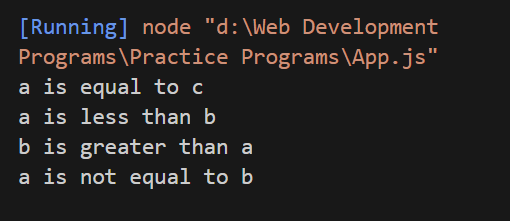 [Running] node "d:\Web Development
Programs\Practice Programs\App.js"
a is equal to c
a is less than b
b is greater than a
a is not equal to b